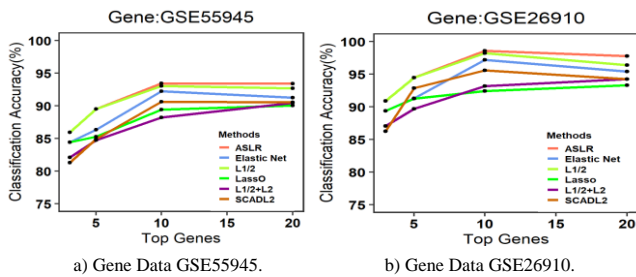 Gene:GSE55945
Classification Accuracy(%)
100
95
90
85
80
75
Methods
ASLR
Elastic Net
L1/2
LassO
L1/2+L2
SCADL2
5
10
15
20
Top Genes
a) Gene Data GSE55945.
Gene:GSE26910
Classification Accuracy(%)
100
95
90
85
80
75
Methods
ASLR
Elastic Net
L1/2
Lasso
L1/2+L2
SCADL2
5
10
15
20
Top Genes
b) Gene Data GSE26910.